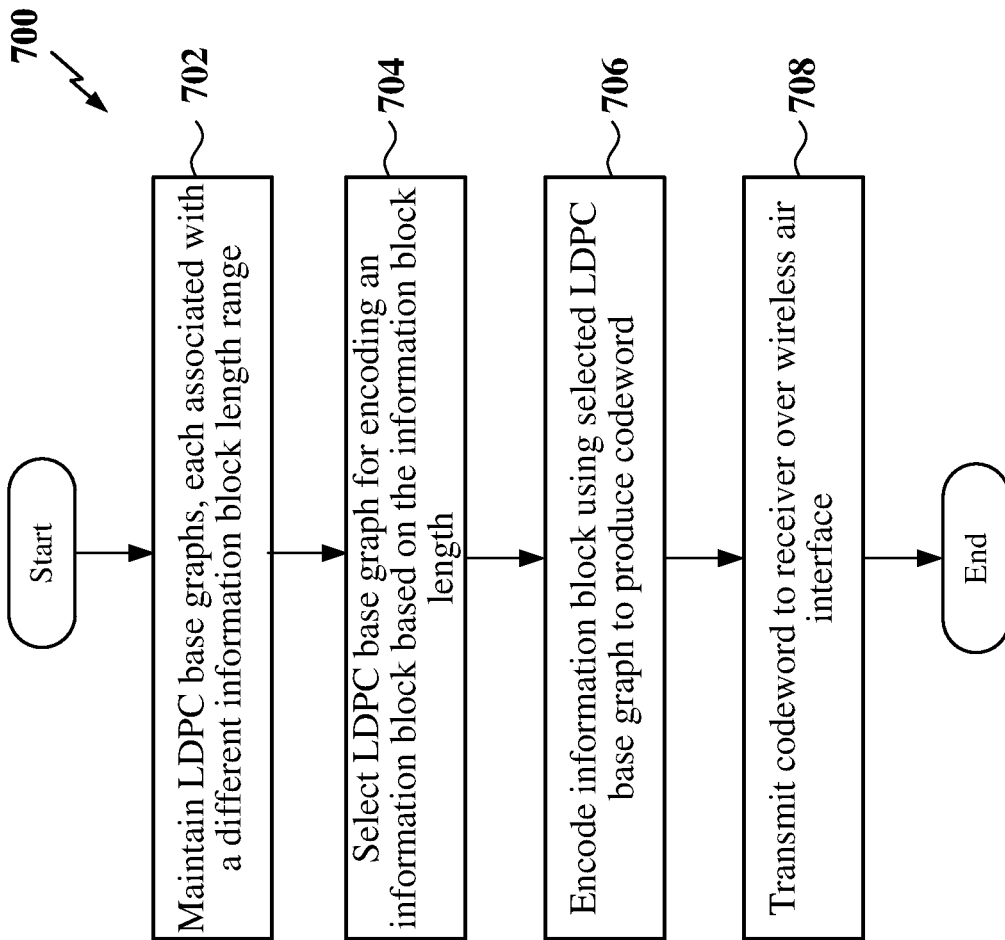 700
Start
Maintain LDPC base graphs, each associated with
a different information block length range
702
Select LDPC base graph for encoding an
information block based on the information block
length
704
Encode information block using selected LDPC
base graph to produce codeword
706
Transmit codeword to receiver over wireless air
interface
708
End